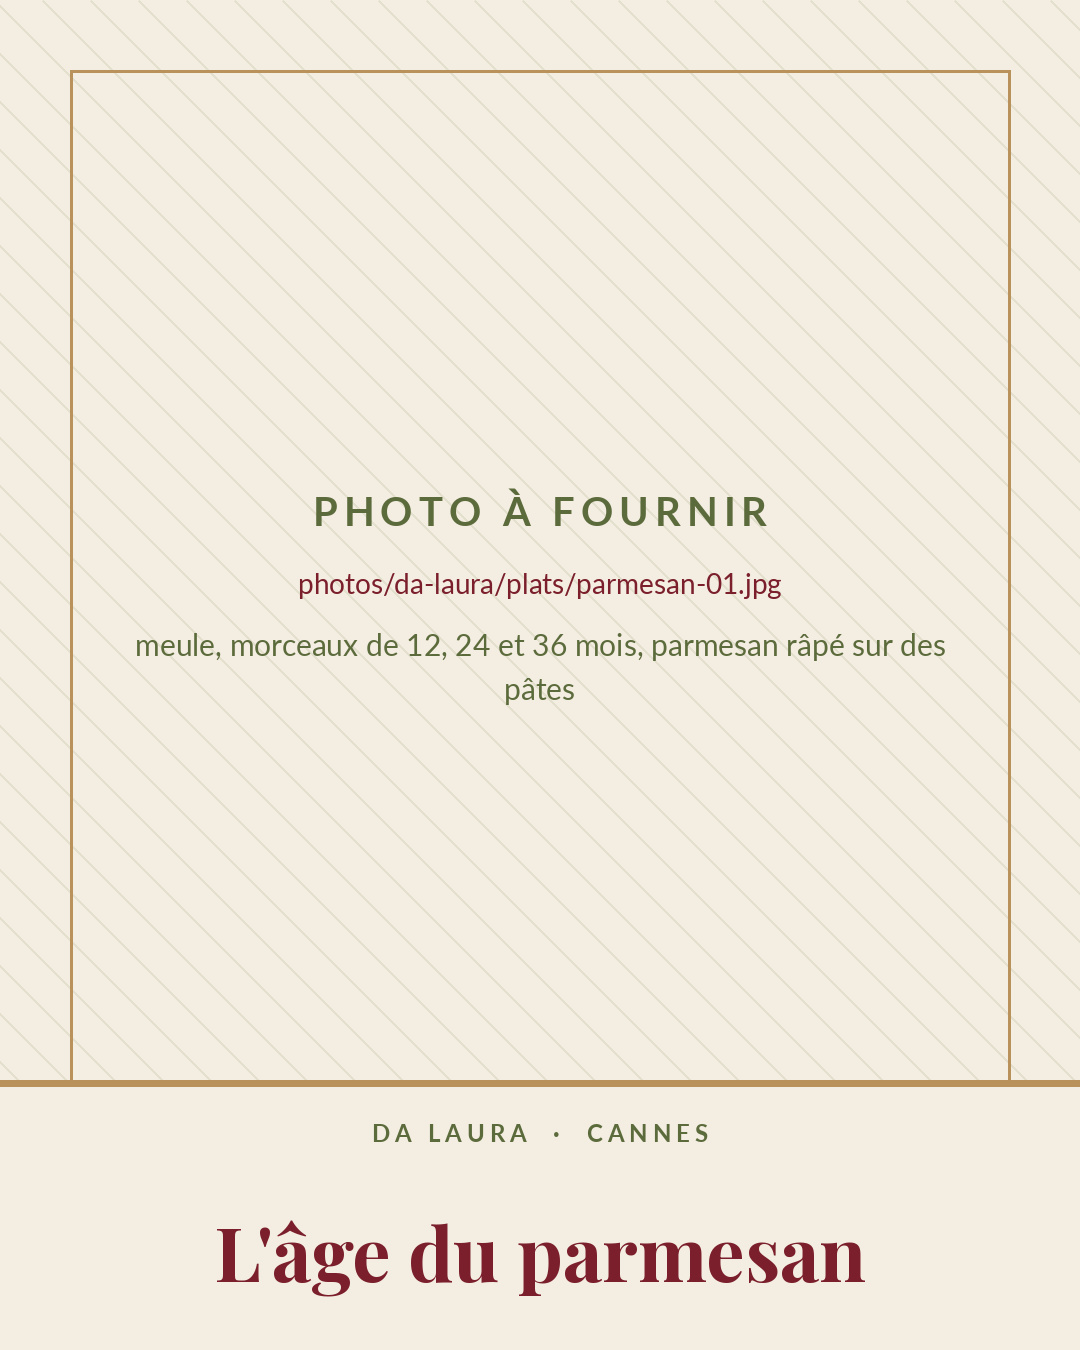 PHOTO À FOURNIR
photos/da-laura/plats/parmesan-01.jpg
meule, morceaux de 12, 24 et 36 mois, parmesan râpé sur des
pâtes
DA LAURA · CANNES
L'âge du parmesan